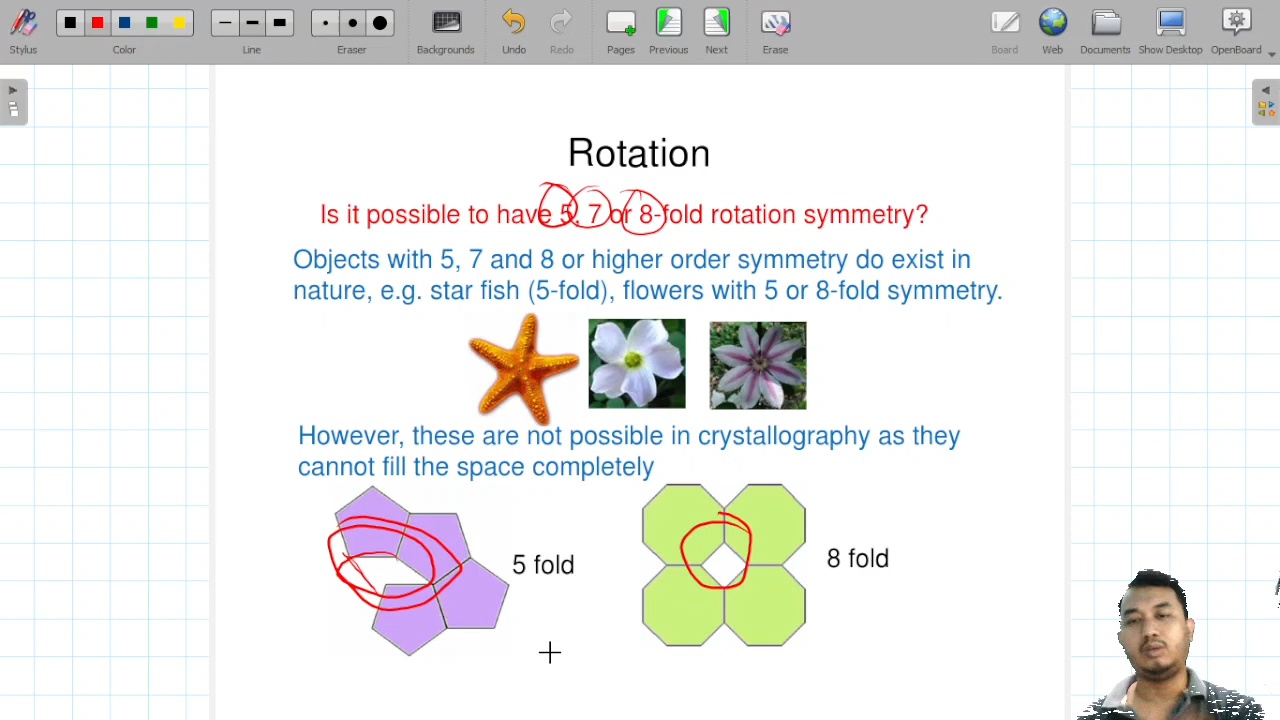 Stylus
Color
Line
Eraser
Backgrounds
Undo
Redo
Pages
Previous
Next
Erase
Board
Web
Documents
Show Desktop
OpenBoard
Rotation
Is it possible to have 5, 7 or 8-fold rotation symmetry?
Objects with 5, 7 and 8 or higher order symmetry do exist in
nature, e.g. star fish (5-fold), flowers with 5 or 8-fold symmetry.
However, these are not possible in crystallography as they
cannot fill the space completely
5 fold
8 fold